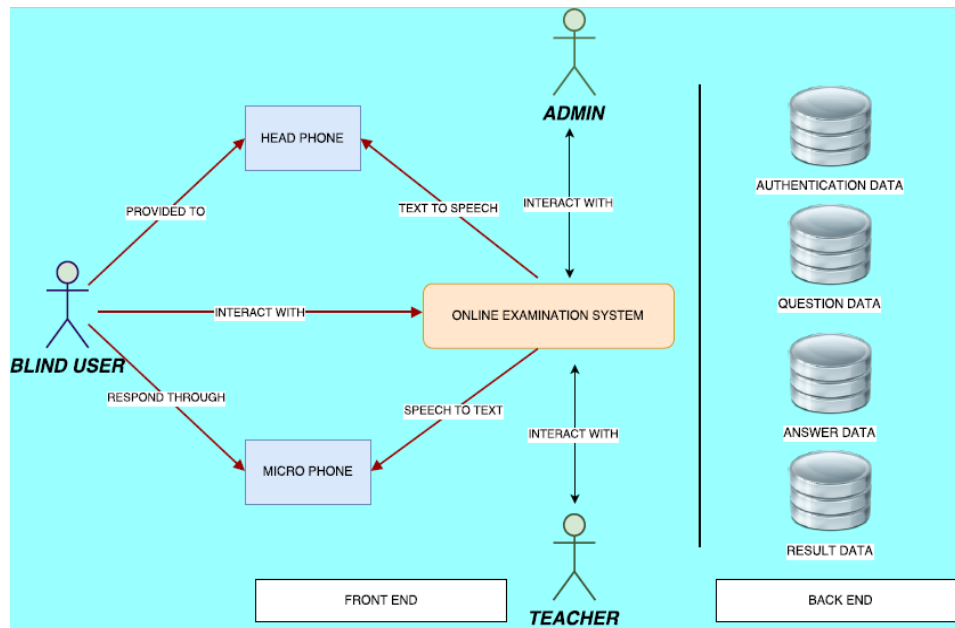 ADMIN
HEAD PHONE
AUTHENTICATION DATA
PROVIDED TO
TEXT TO SPEECH
INTERACT WITH
QUESTION DATA
INTERACT WITH
ONLINE EXAMINATION SYSTEM
BLIND USER
RESPOND THROUGH
SPEECH TO TEXT
INTERACT WITH
ANSWER DATA
MICRO PHONE
RESULT DATA
FRONT END
TEACHER
BACK END